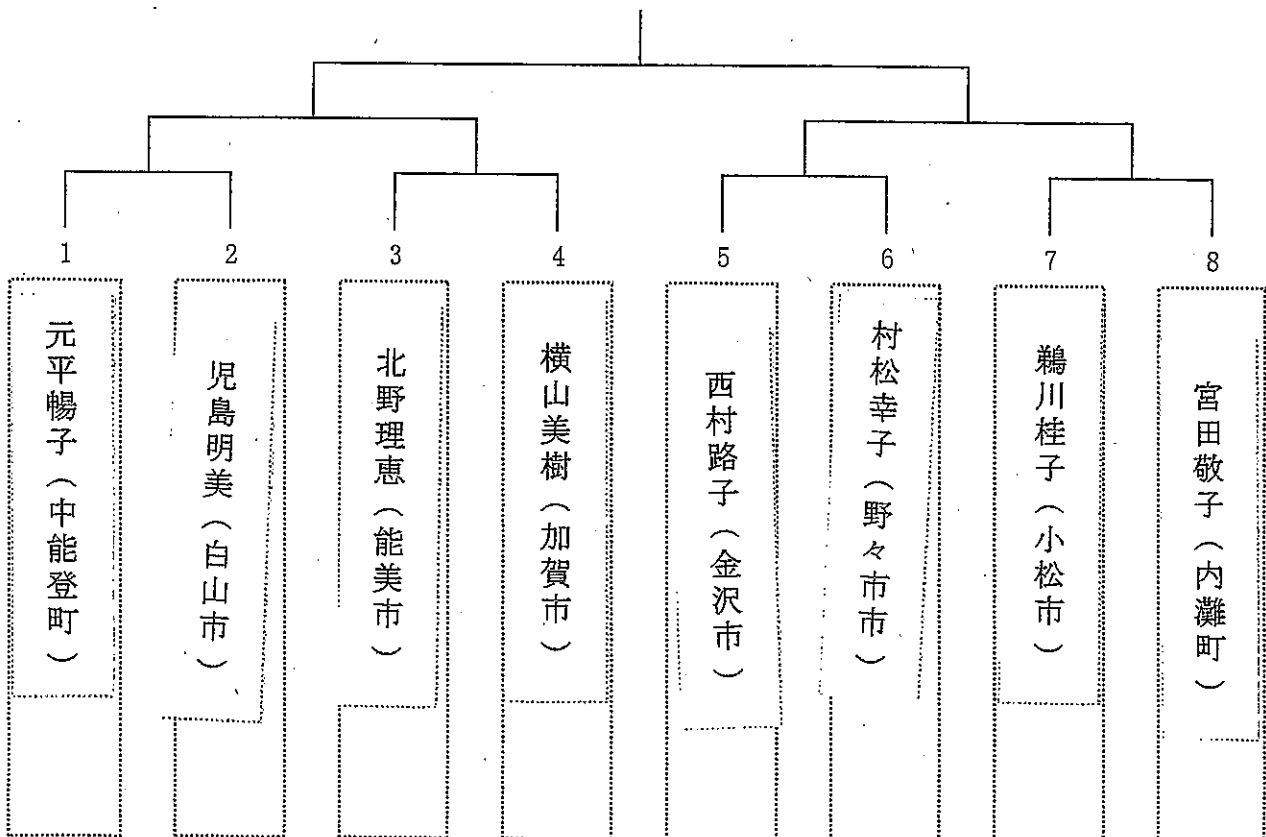 1
2
3
4
5
6
7
8
元平暢子（中能登町）
児島明美（白山市）
北野理恵（能美市）
横山美樹（加賀市）
西村路子（金沢市）
村松幸子（野々市市）
鵜川桂子（小松市）
宮田敬子（内灘町）